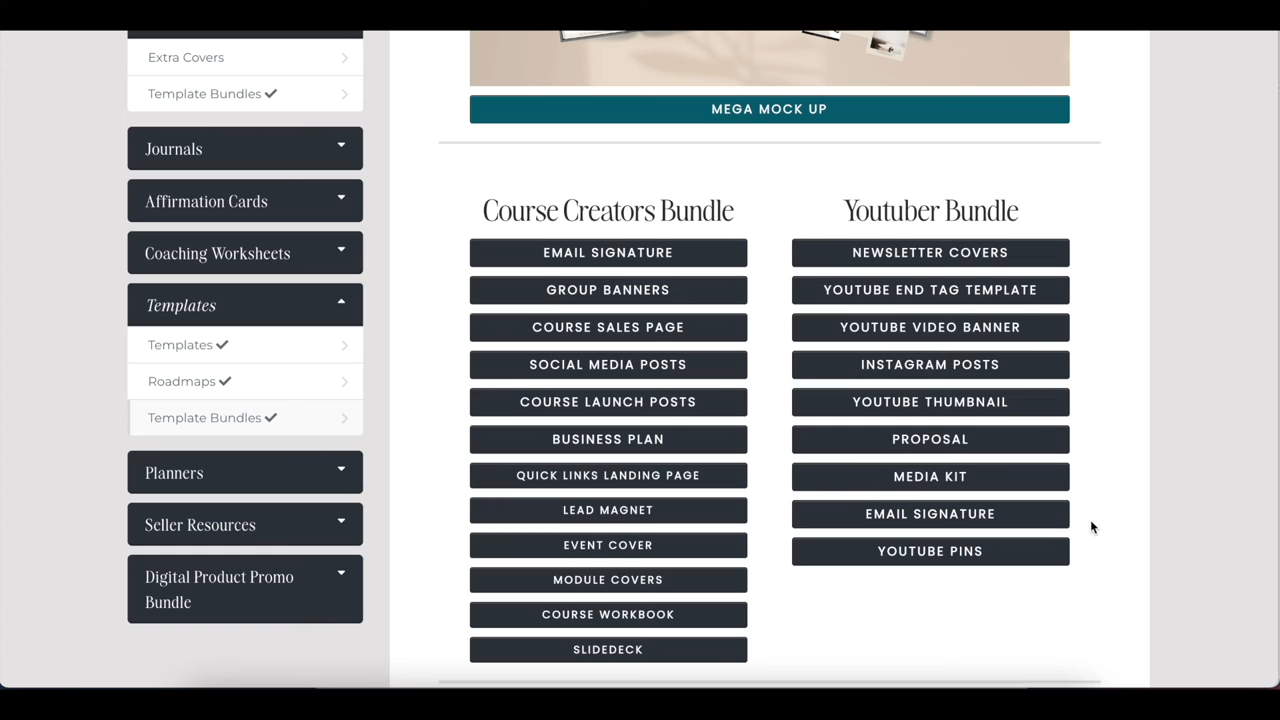 Extra Covers
Template Bundles
Journals
Affirmation Cards
Coaching Worksheets
Templates
Templates
Roadmaps
Template Bundles
Planners
Seller Resources
Digital Product Promo
Bundle
MEGA MOCK UP
Course Creators Bundle
EMAIL SIGNATURE
GROUP BANNERS
COURSE SALES PAGE
SOCIAL MEDIA POSTS
COURSE LAUNCH POSTS
BUSINESS PLAN
QUICK LINKS LANDING PAGE
LEAD MAGNET
EVENT COVER
MODULE COVERS
COURSE WORKBOOK
SLIDEDECK
Youtuber Bundle
NEWSLETTER COVERS
YOUTUBE END TAG TEMPLATE
YOUTUBE VIDEO BANNER
INSTAGRAM POSTS
YOUTUBE THUMBNAIL
PROPOSAL
MEDIA KIT
EMAIL SIGNATURE
YOUTUBE PINS